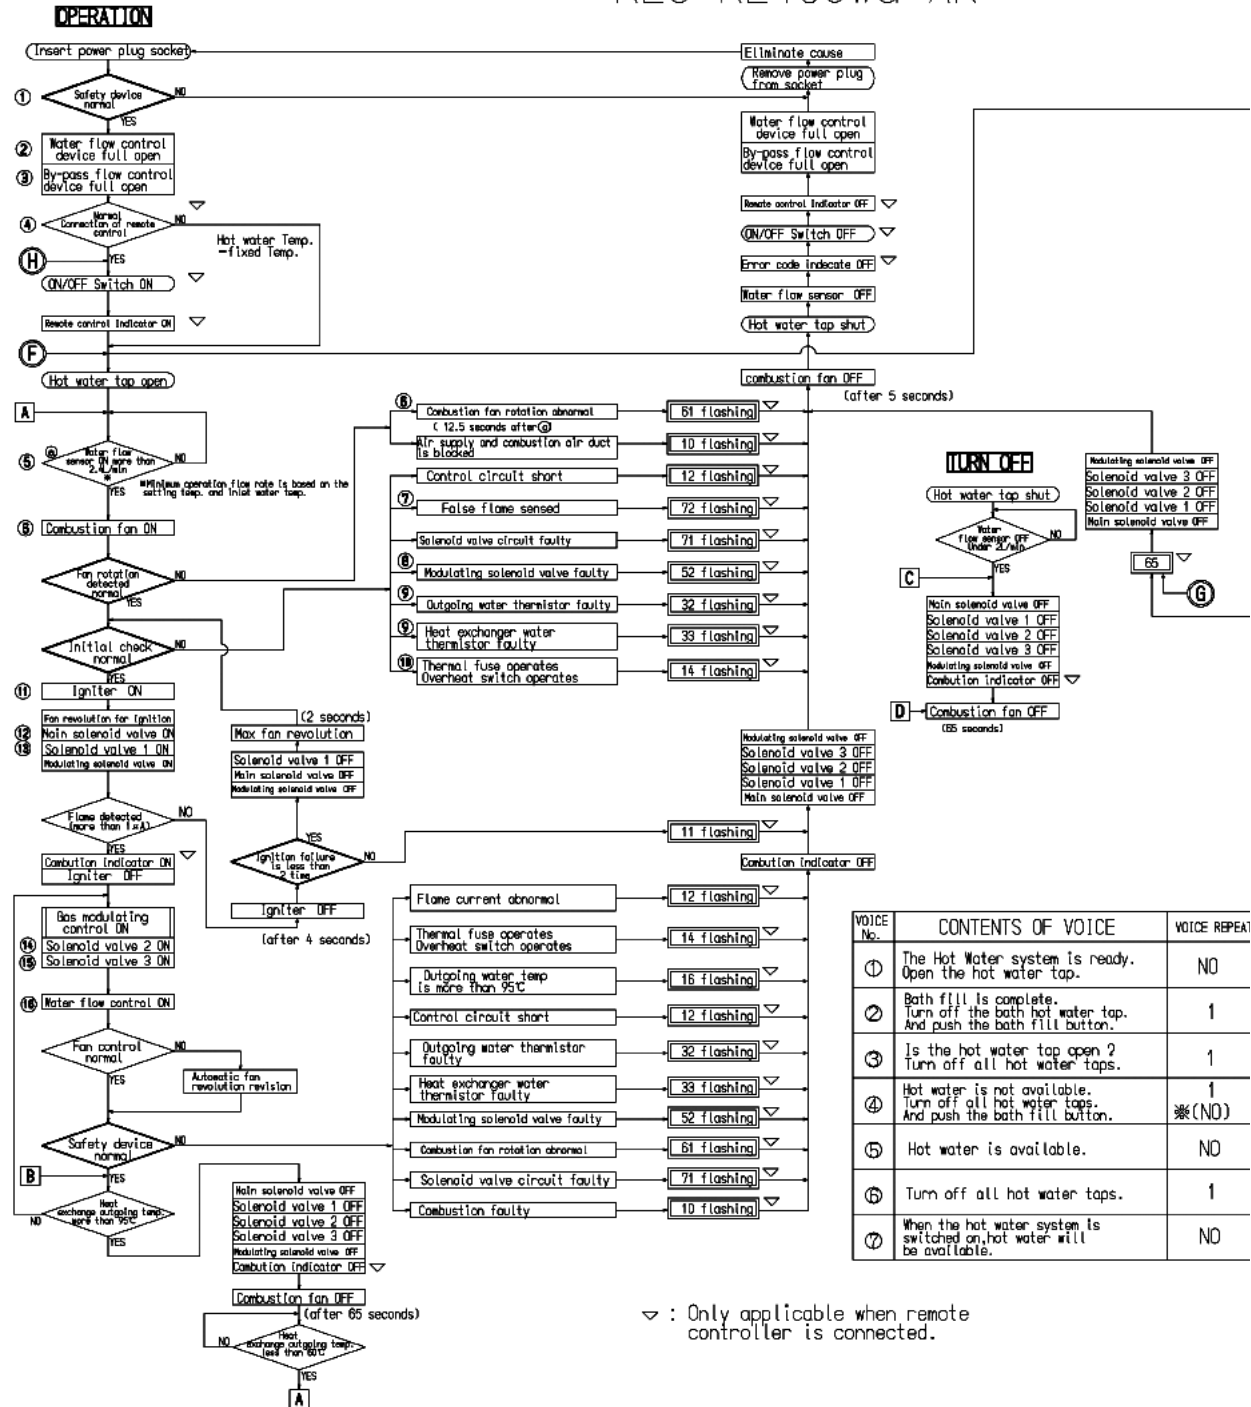 OPERATION
Insert power plug socket
Safety device
normal
NO
YES
Water flow control
device full open
By-pass flow control
device full open
Normal
Connection of remote
control
NO
YES
Hot water Temp.
-fixed Temp.
H
ON/OFF Switch ON
Remote control Indicator ON
F
Hot water tap open
A
Water flow
sensor ON more than
2.4L/min
NO
YES
*Minimum operation flow rate is based on the
setting temp. and inlet water temp.
Combustion fan ON
Fan rotation
detected
normal
NO
YES
Initial check
normal
NO
YES
Igniter ON
Fan revolution for Ignition
Main solenoid valve ON
Solenoid valve 1 ON
Modulating solenoid valve ON
Flame detected
NO
YES
Combution Indicator ON
Igniter OFF
Gas modulating
control ON
Solenoid valve 2 ON
Solenoid valve 3 ON
Water flow control ON
Fan control
normal
NO
YES
Automatic fan
revolution revision
Safety device
normal
NO
YES
B
Heat
exchange outgoing temp.
more than 95℃
NO
YES
(2 seconds)
Max fan revolution
Solenoid valve 1 OFF
Main solenoid valve OFF
Modulating solenoid valve OFF
YES
Ignition failure
is less than
2 time
NO
Igniter OFF
(after 4 seconds)
Main solenoid valve OFF
Solenoid valve 1 OFF
Solenoid valve 2 OFF
Solenoid valve 3 OFF
Modulating solenoid valve OFF
Combution indicator OFF
Combustion fan OFF
(after 65 seconds)
Heat
exchange outgoing temp.
less than 60℃
NO
YES
A
Combustion fan rotation abnormal
61 flashing
( 12.5 seconds after ⓐ)
Air supply and combustion air duct
is blocked
10 flashing
Control circuit short
12 flashing
False flame sensed
72 flashing
Solenoid valve circuit faulty
71 flashing
Modulating solenoid valve faulty
52 flashing
Outgoing water thermistor faulty
32 flashing
Heat exchanger water
thermistor faulty
33 flashing
Thermal fuse operates
Overheat switch operates
14 flashing
11 flashing
Flame current abnormal
12 flashing
Thermal fuse operates
Overheat switch operates
14 flashing
Outgoing water temp
is more than 95℃
16 flashing
Control circuit short
12 flashing
Outgoing water thermistor
faulty
32 flashing
Heat exchanger water
thermistor faulty
33 flashing
Modulating solenoid valve faulty
52 flashing
Combustion fan rotation abnormal
61 flashing
Solenoid valve circuit faulty
71 flashing
Combustion faulty
10 flashing
Eliminate cause
Remove power plug
from socket
Water flow control
device full open
By-pass flow control
device full open
Remote control Indicator OFF
ON/OFF Switch OFF
Error code indecate OFF
Water flow sensor OFF
Hot water tap shut
combustion fan OFF
(after 5 seconds)
Modulating solenoid valve OFF
Solenoid valve 3 OFF
Solenoid valve 2 OFF
Solenoid valve 1 OFF
Main solenoid valve OFF
Combution indicator OFF
TURN OFF
Hot water tap shut
Water
flow sensor OFF
Under 2L/min.
NO
YES
C
Main solenoid valve OFF
Solenoid valve 1 OFF
Solenoid valve 2 OFF
Solenoid valve 3 OFF
Modulating solenoid valve OFF
Combution indicator OFF
D
Combustion fan OFF
(65 seconds)
Modulating solenoid valve OFF
Solenoid valve 3 OFF
Solenoid valve 2 OFF
Solenoid valve 1 OFF
Main solenoid valve OFF
65
G
VOICE
No.
CONTENTS OF VOICE
VOICE REPEAT
① The Hot Water system is ready.
Open the hot water tap.
NO
② Bath fill is complete.
Turn off the bath hot water tap.
And push the bath fill button.
1
③ Is the hot water tap open ?
Turn off all hot water taps.
1
④ Hot water is not available.
Turn off all hot water taps.
And push the bath fill button.
1
※(NO)
⑤ Hot water is available.
NO
⑥ Turn off all hot water taps.
1
⑦ When the hot water system is
switched on,hot water will
be available.
NO
▽ : Only applicable when remote
controller is connected.